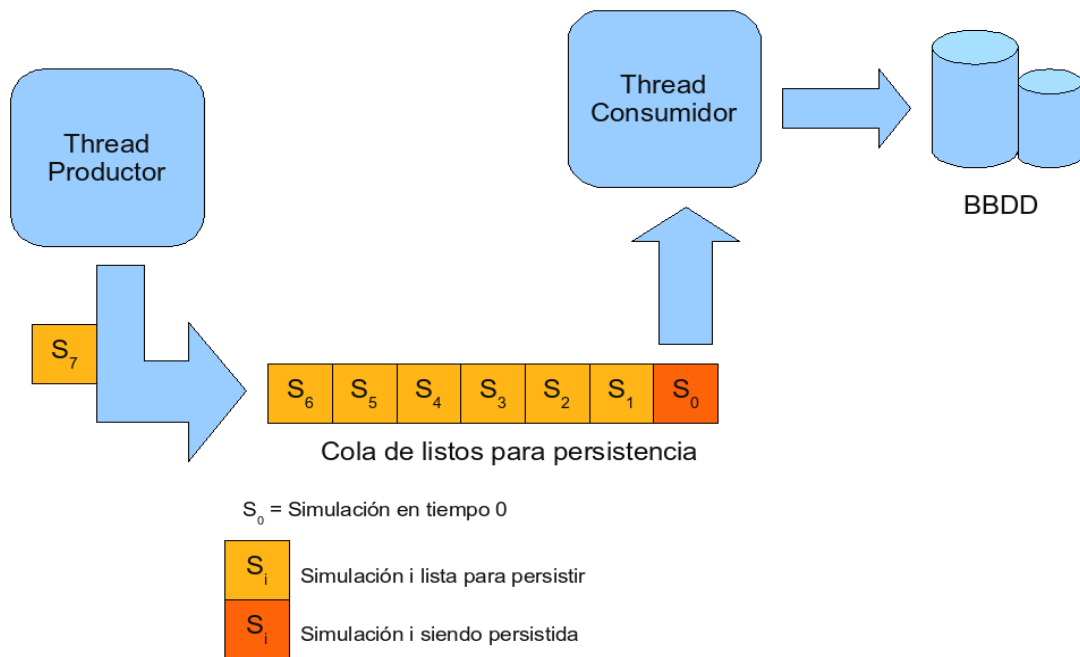 Thread
Productor
Thread
Consumidor
BBDD
S₇
S₆ S₅ S₄ S₃ S₂ S₁ S₀
Cola de listos para persistencia
S₀ = Simulación en tiempo 0
Sᵢ Simulación i lista para persistir
Sᵢ Simulación i siendo persistida